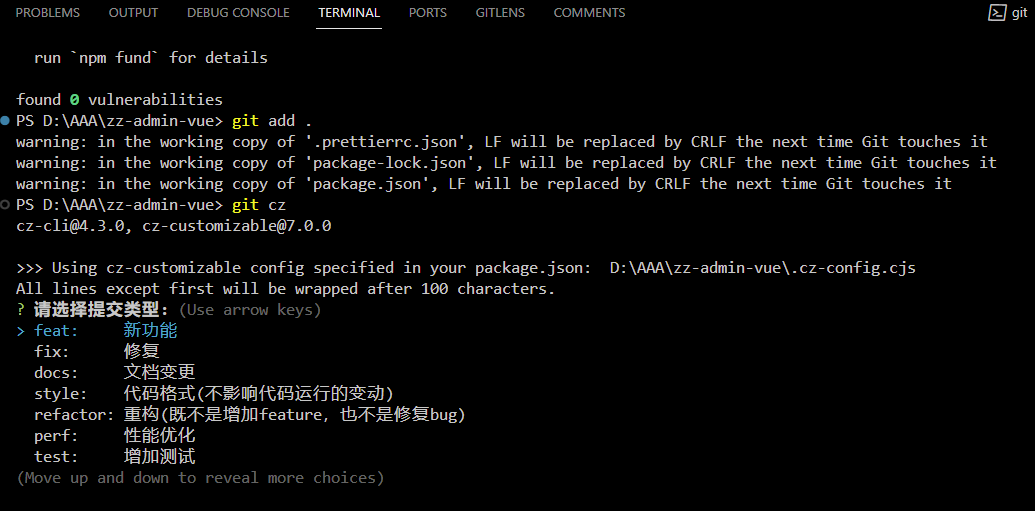 PROBLEMS OUTPUT DEBUG CONSOLE TERMINAL PORTS GITLENS COMMENTS git
run `npm fund` for details
found 0 vulnerabilities
PS D:\AAA\zz-admin-vue> git add .
warning: in the working copy of '.prettierrc.json', LF will be replaced by CRLF the next time Git touches it
warning: in the working copy of 'package-lock.json', LF will be replaced by CRLF the next time Git touches it
warning: in the working copy of 'package.json', LF will be replaced by CRLF the next time Git touches it
PS D:\AAA\zz-admin-vue> git cz
cz-cli@4.3.0, cz-customizable@7.0.0
>>> Using cz-customizable config specified in your package.json:  D:\AAA\zz-admin-vue\.cz-config.cjs
All lines except first will be wrapped after 100 characters.
? 请选择提交类型: (Use arrow keys)
> feat:     新功能
fix:      修复
docs:     文档变更
style:    代码格式(不影响代码运行的变动)
refactor: 重构(既不是增加feature，也不是修复bug)
perf:     性能优化
test:     增加测试
(Move up and down to reveal more choices)